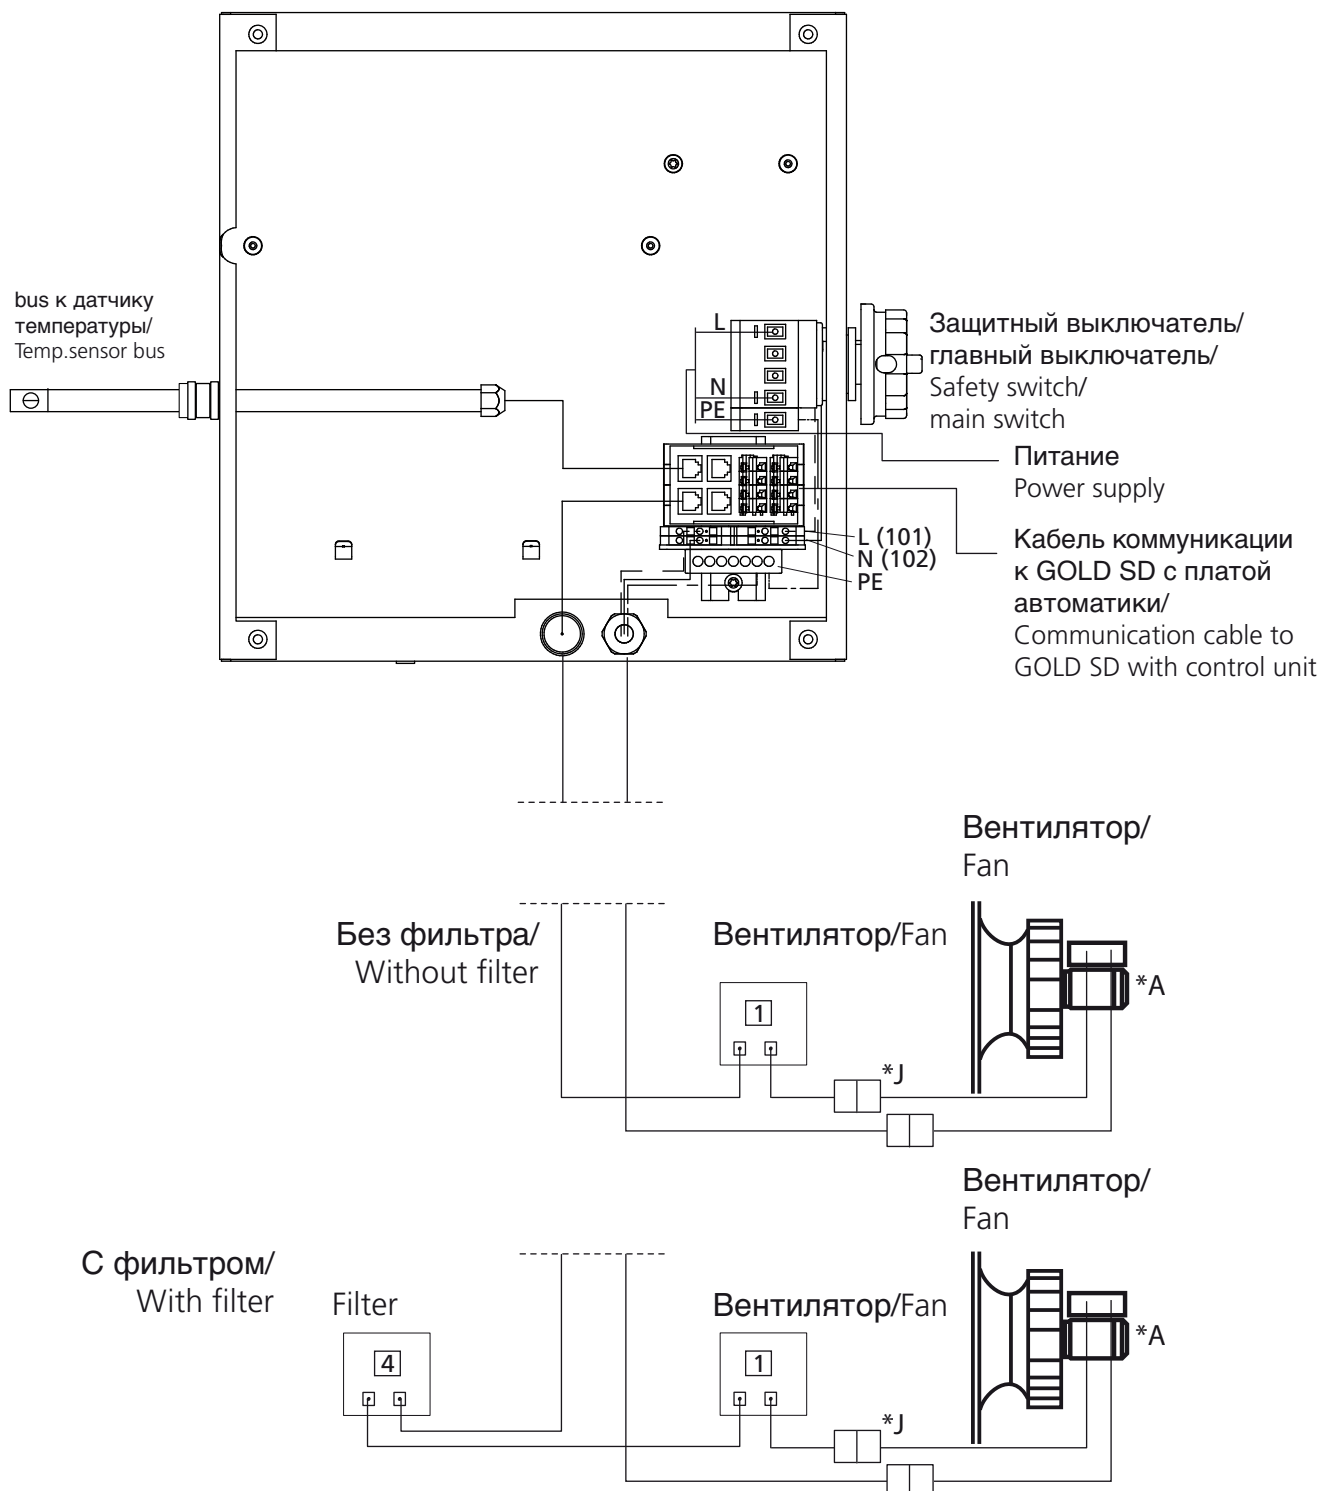 bus к датчику
температуры/
Temp.sensor bus
L
N
PE
Защитный выключатель/
главный выключатель/
Safety switch/
main switch
Питание
Power supply
L (101)
N (102)
PE
Кабель коммуникации
к GOLD SD с платой
автоматики/
Communication cable to
GOLD SD with control unit
Вентилятор/
Fan
Без фильтра/
Without filter
Вентилятор/Fan
1
*J
*A
Вентилятор/
Fan
С фильтром/
With filter
Filter
4
Вентилятор/Fan
1
*J
*A